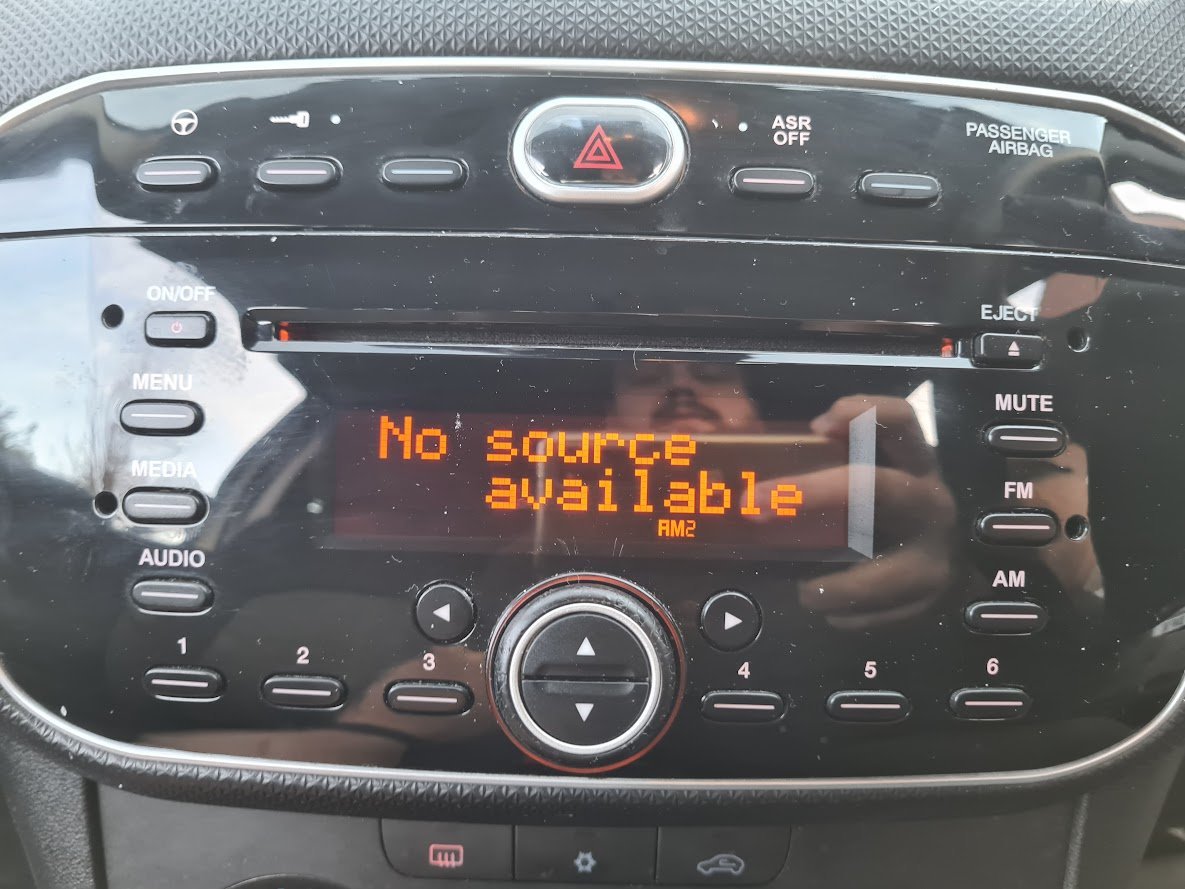 ASR
OFF
PASSENGER
AIRBAG
ON/OFF
EJECT
MENU
MUTE
No source
available
AM2
MEDIA
FM
AUDIO
AM
1
2
3
4
5
6